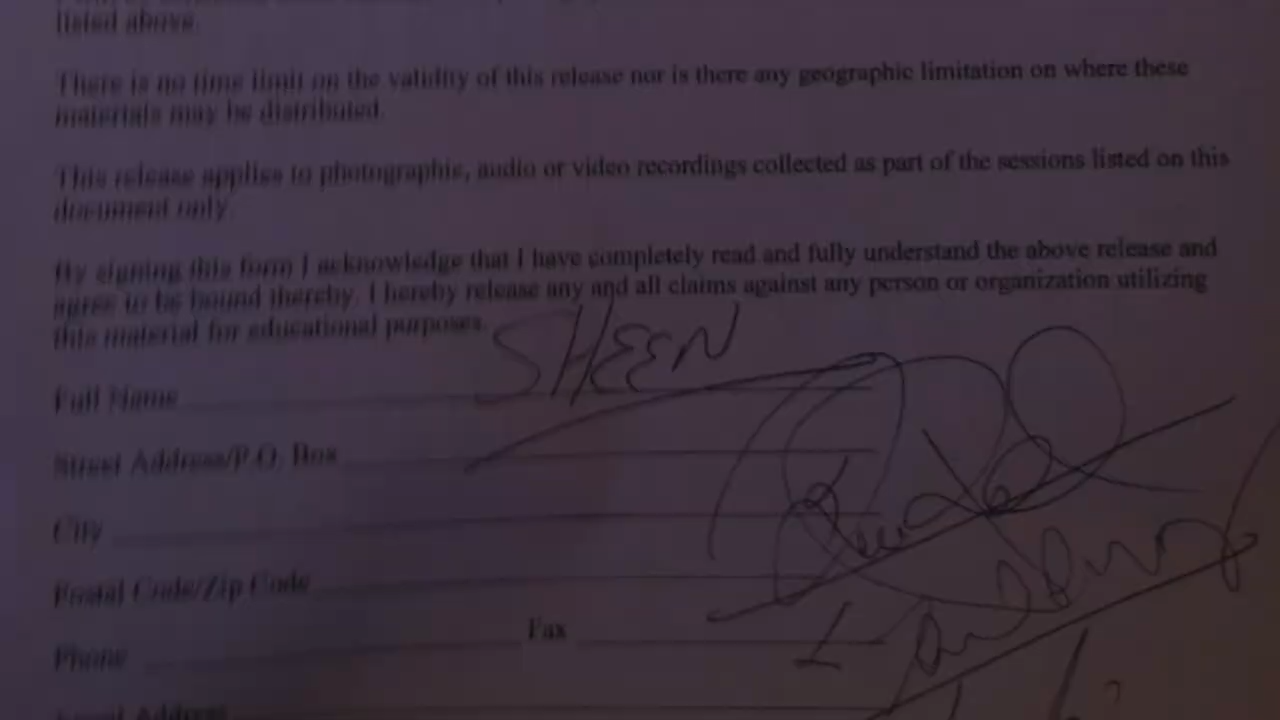 listed above.
There is no time limit on the validity of this release nor is there any geographic limitation on where these
materials may be distributed.
This release applies to photographic, audio or video recordings collected as part of the sessions listed on this
document only.
By signing this form I acknowledge that I have completely read and fully understand the above release and
agree to be bound thereby. I hereby release any and all claims against any person or organization utilizing
this material for educational purposes.
SHEEN
Full Name
Street Address/P.O. Box
City
Postal Code/Zip Code
Phone Fax
Address